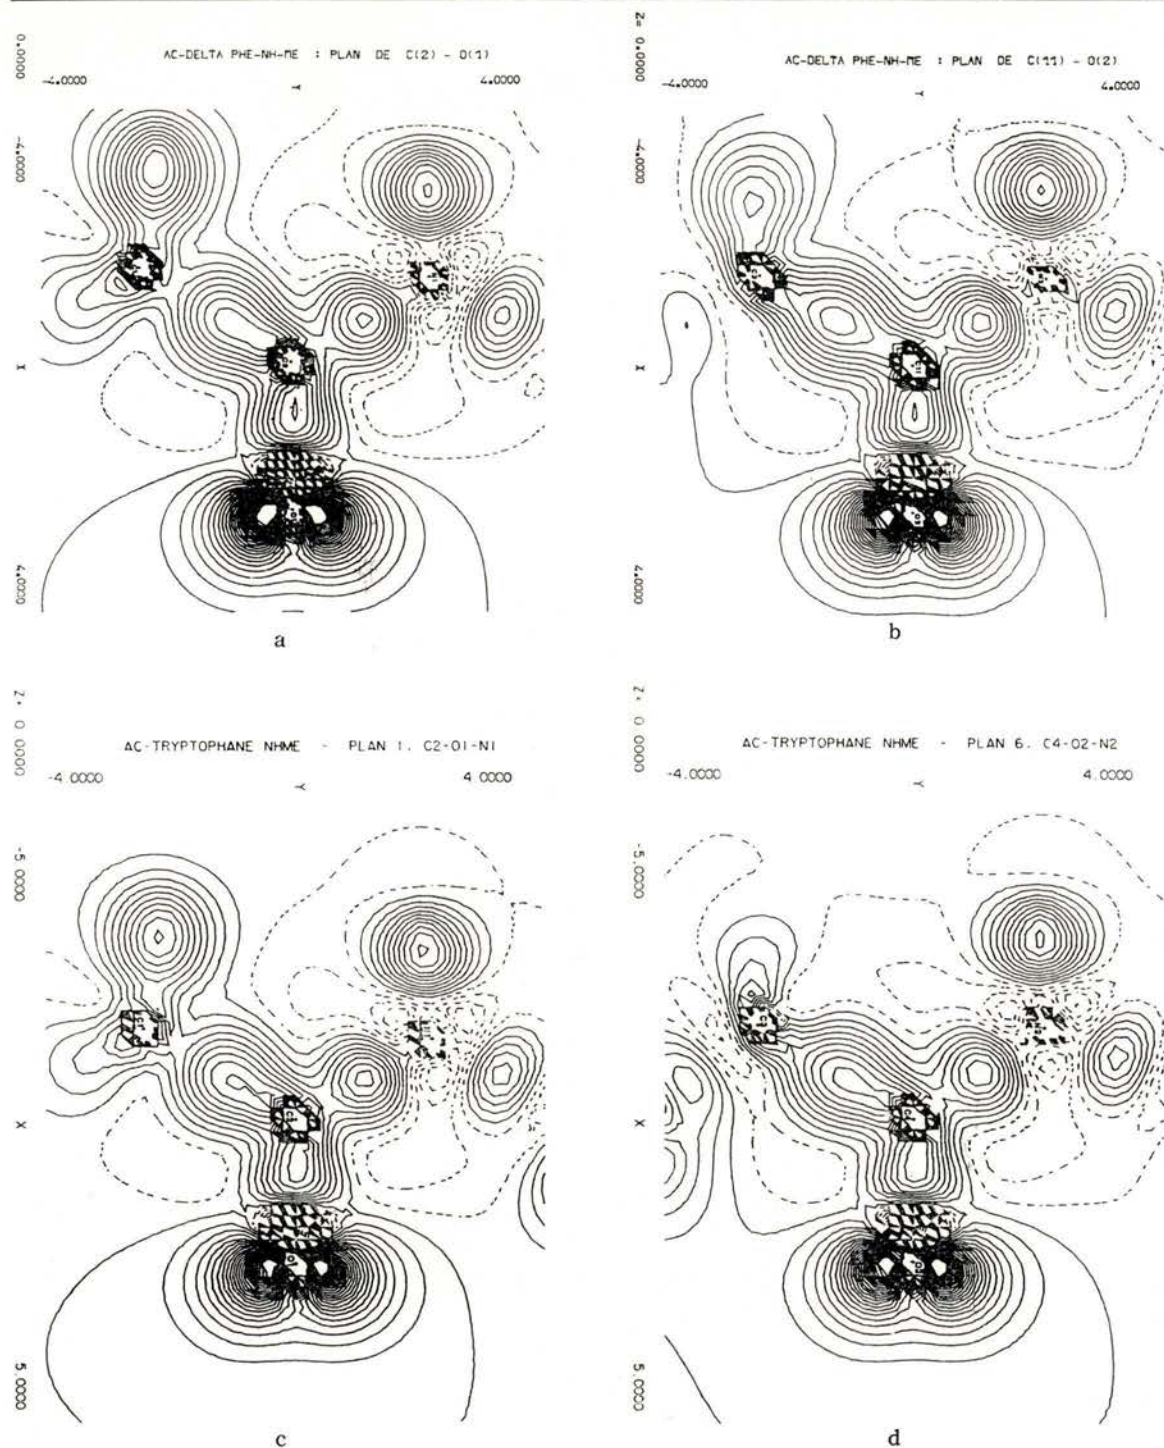 AC-DELTA PHE-NH-ME : PLAN DE C(2) - O(1)
0.0000
-4.0000
Y
4.0000
-4.0000
X
4.0000
a
Z= 0.0000
AC-DELTA PHE-NH-ME : PLAN DE C(11) - O(2)
-4.0000
Y
4.0000
-4.0000
X
4.0000
b
Z= 0.0000
AC-TRYPTOPHANE NHME - PLAN 1. C2-O1-N1
-4.0000
Y
4.0000
-5.0000
X
5.0000
c
Z= 0.0000
AC-TRYPTOPHANE NHME - PLAN 6. C4-O2-N2
-4.0000
Y
4.0000
-5.0000
X
5.0000
d